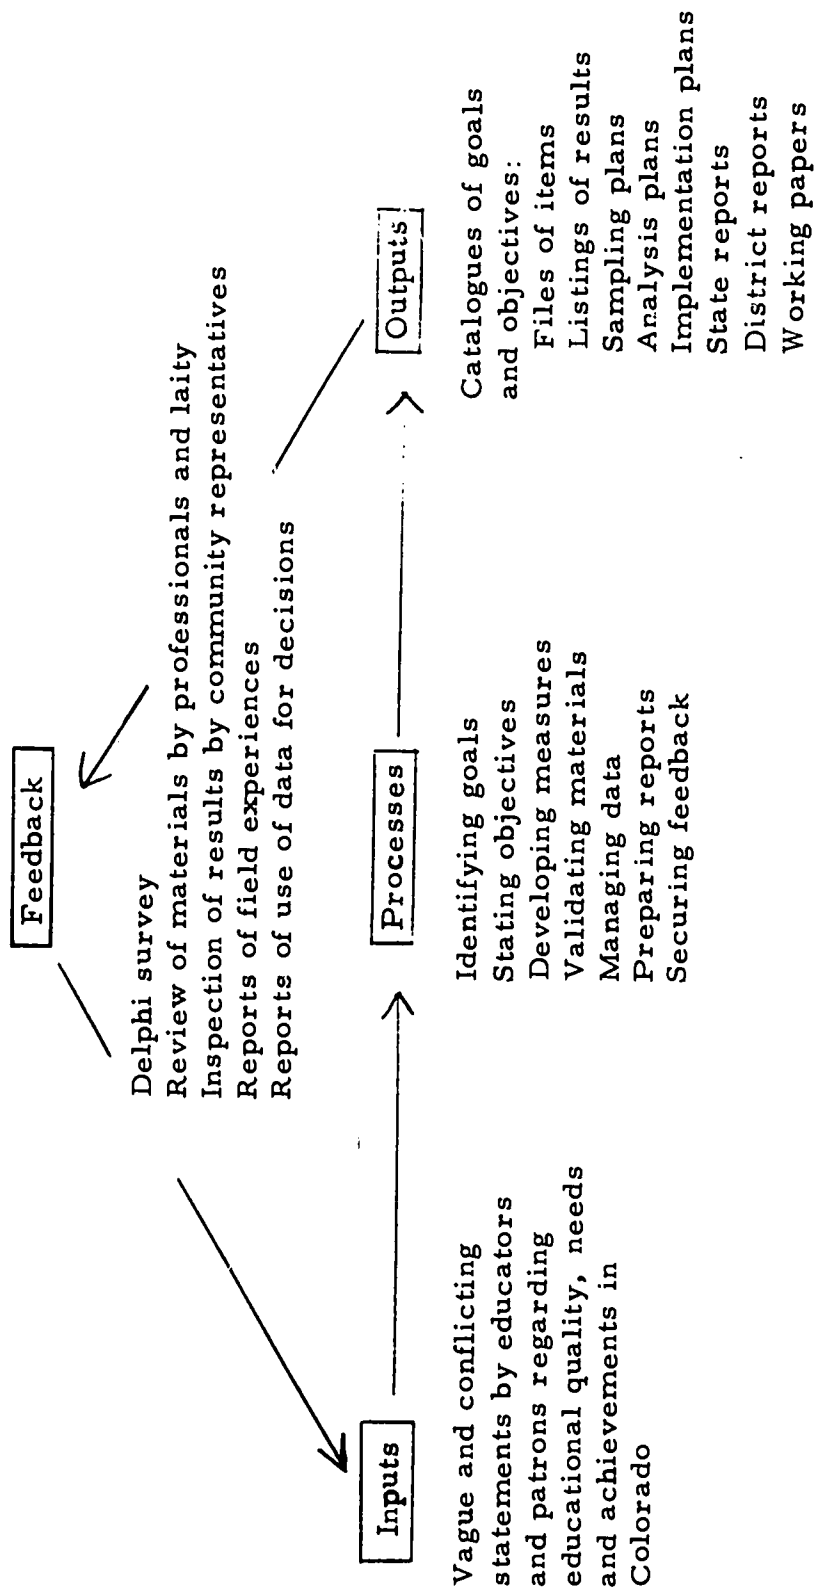 Feedback
Delphi survey
Review of materials by professionals and laity
Inspection of results by community representatives
Reports of field experiences
Reports of use of data for decisions
Inputs
Vague and conflicting
statements by educators
and patrons regarding
educational quality, needs
and achievements in
Colorado
Processes
Identifying goals
Stating objectives
Developing measures
Validating materials
Managing data
Preparing reports
Securing feedback
Outputs
Catalogues of goals
and objectives:
Files of items
Listings of results
Sampling plans
Analysis plans
Implementation plans
State reports
District reports
Working papers